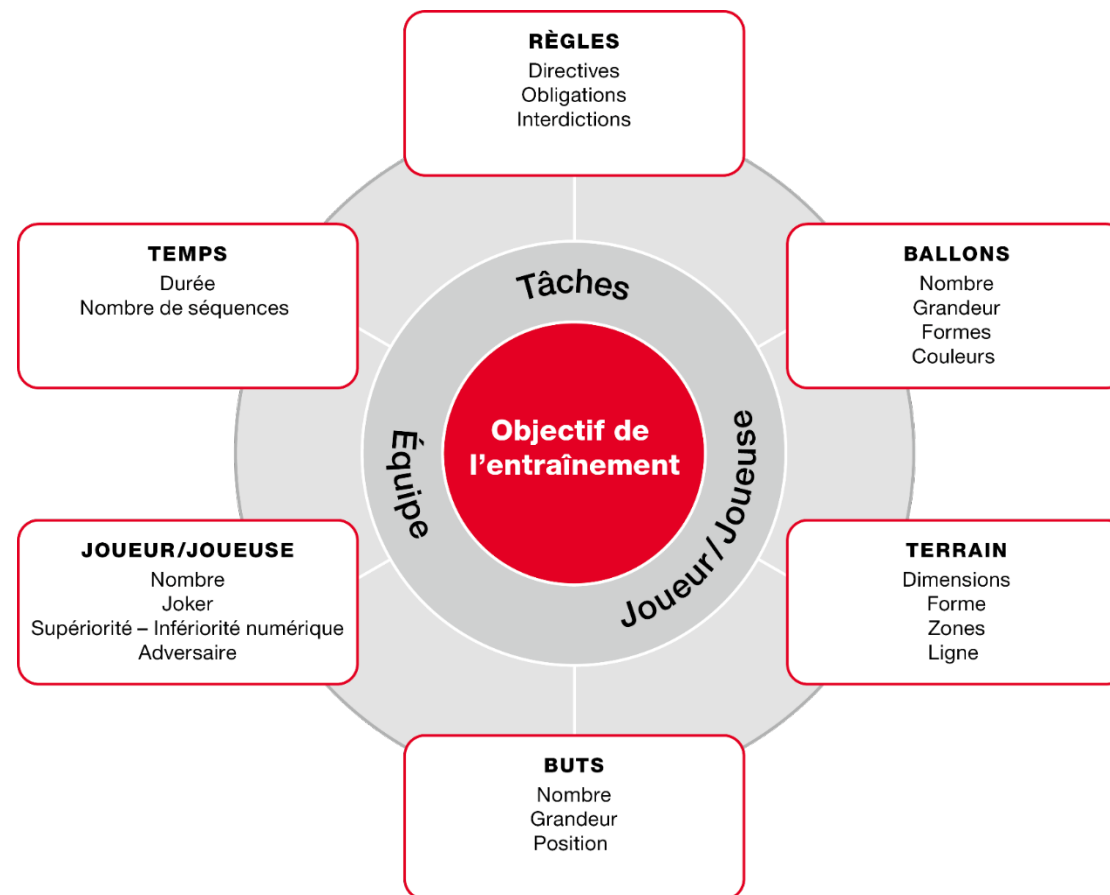 RÈGLES
Directives
Obligations
Interdictions
TEMPS
Durée
Nombre de séquences
BALLONS
Nombre
Grandeur
Formes
Couleurs
Tâches
Équipe
Joueur/Joueuse
Objectif de
l'entraînement
JOUEUR/JOUEUSE
Nombre
Joker
Supériorité – Infériorité numérique
Adversaire
TERRAIN
Dimensions
Forme
Zones
Ligne
BUTS
Nombre
Grandeur
Position